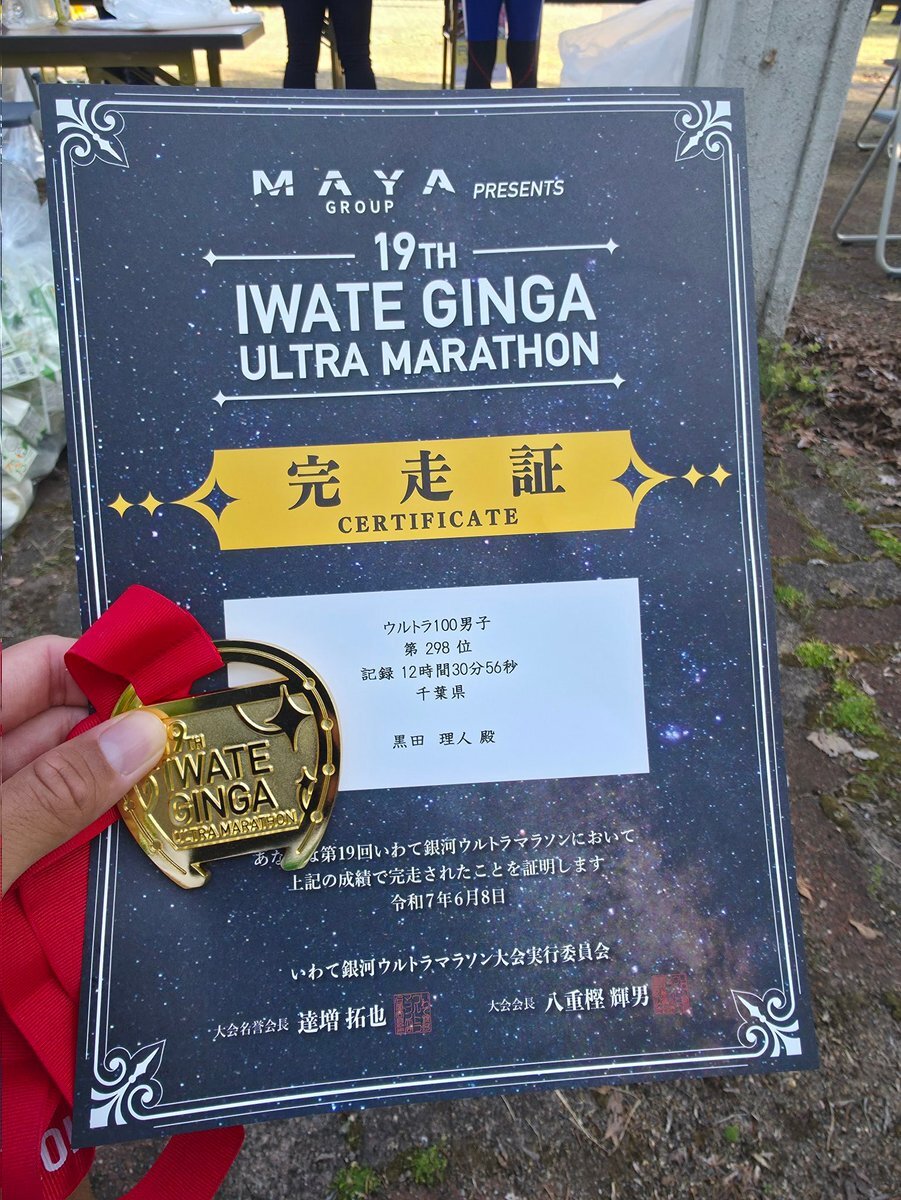 MAYA GROUP PRESENTS
19TH
IWATE GINGA
ULTRA MARATHON
完走証
CERTIFICATE
ウルトラ100男子
第 298 位
記録 12時間30分56秒
千葉県
黒田 理人 殿
19TH
IWATE
GINGA
ULTRA MARATHON
は第19回いわて銀河ウルトラマラソンにおいて
上記の成績で完走されたことを証明します
令和7年6月8日
いわて銀河ウルトラマラソン大会実行委員会
大会名誉会長 達増 拓也
大会会長 八重樫 輝男